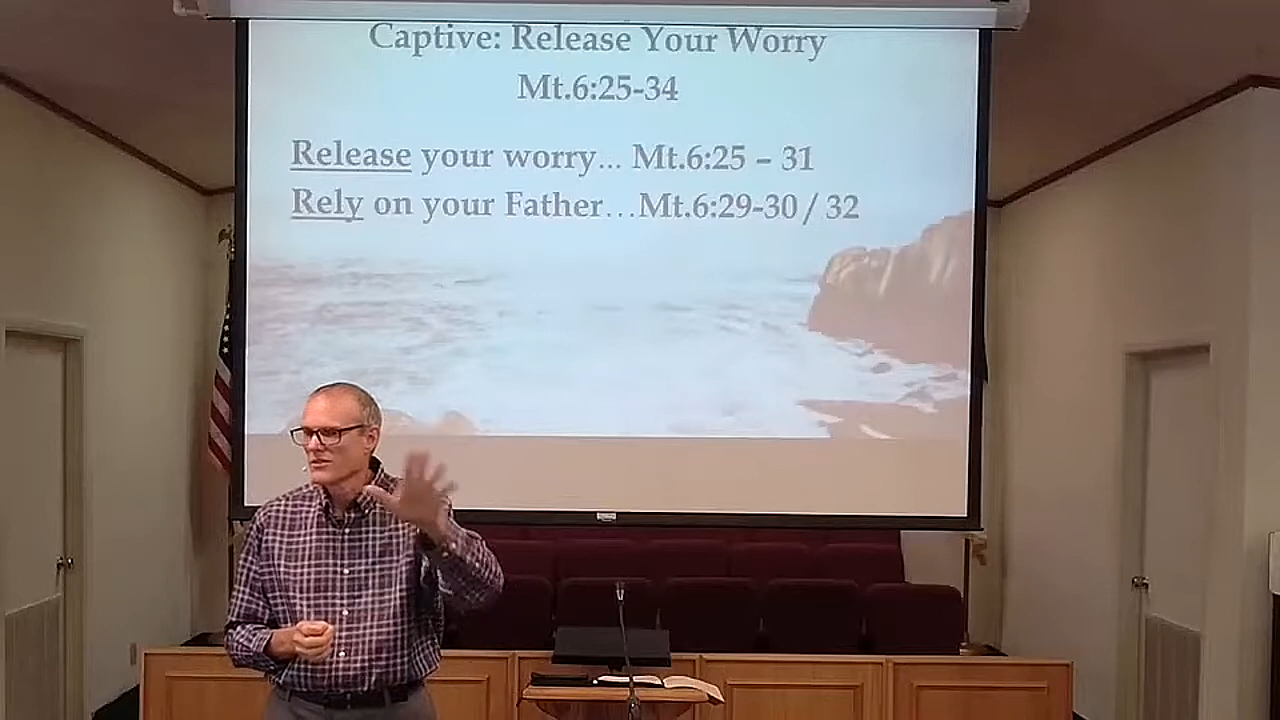 Captive: Release Your Worry
Mt.6:25-34
Release your worry... Mt.6:25 – 31
Rely on your Father...Mt.6:29-30 / 32